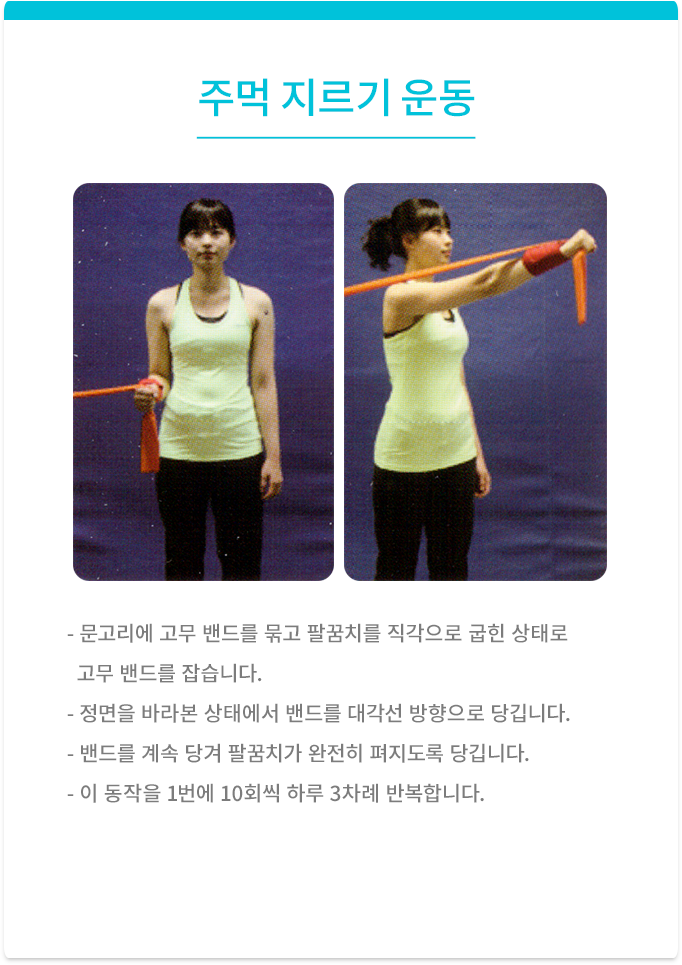 주먹 지르기 운동
- 문고리에 고무 밴드를 묶고 팔꿈치를 직각으로 굽힌 상태로
고무 밴드를 잡습니다.
- 정면을 바라본 상태에서 밴드를 대각선 방향으로 당깁니다.
- 밴드를 계속 당겨 팔꿈치가 완전히 펴지도록 당깁니다.
- 이 동작을 1번에 10회씩 하루 3차례 반복합니다.